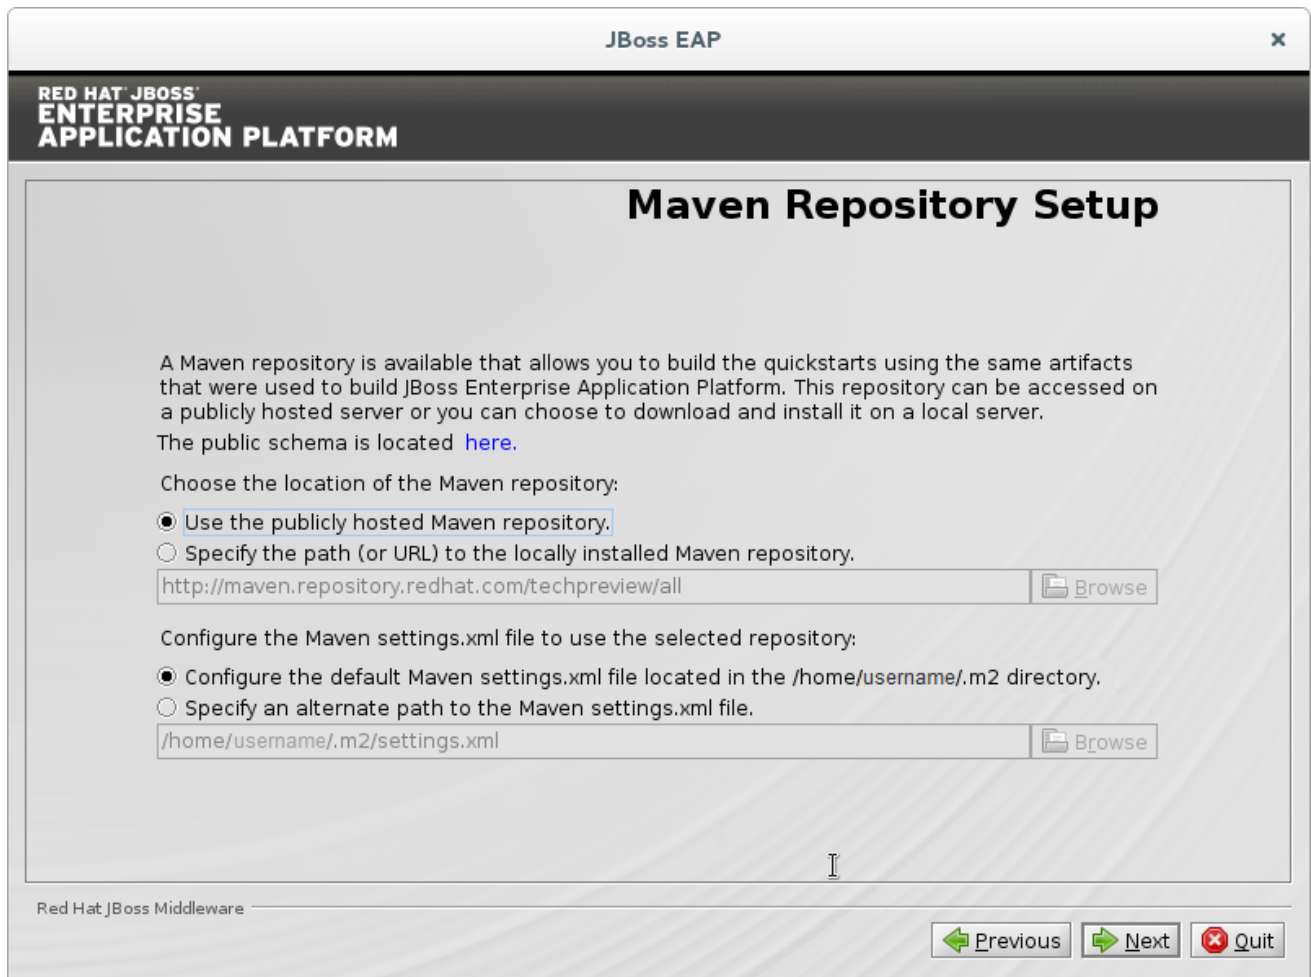 JBoss EAP
RED HAT JBOSS
ENTERPRISE
APPLICATION PLATFORM
Maven Repository Setup
A Maven repository is available that allows you to build the quickstarts using the same artifacts
that were used to build JBoss Enterprise Application Platform. This repository can be accessed on
a publicly hosted server or you can choose to download and install it on a local server.
The public schema is located here.
Choose the location of the Maven repository:
Use the publicly hosted Maven repository.
Specify the path (or URL) to the locally installed Maven repository.
http://maven.repository.redhat.com/techpreview/all Browse
Configure the Maven settings.xml file to use the selected repository:
Configure the default Maven settings.xml file located in the /home/username/.m2 directory.
Specify an alternate path to the Maven settings.xml file.
/home/username/.m2/settings.xml Browse
Red Hat JBoss Middleware
Previous Next Quit